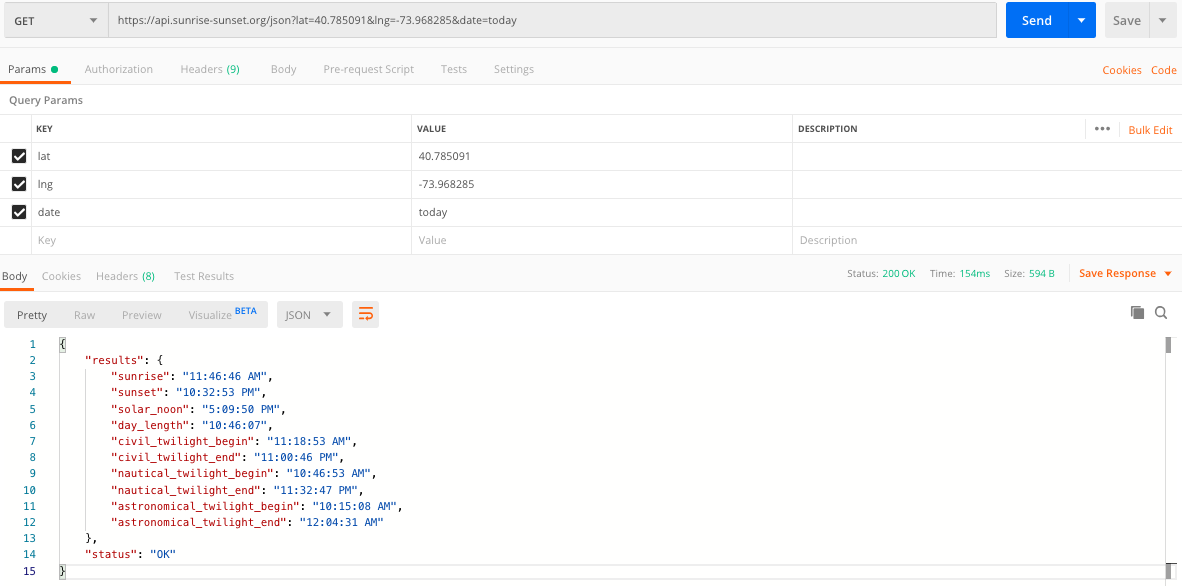 GET https://api.sunrise-sunset.org/json?lat=40.785091&lng=-73.968285&date=today Send Save
Params Authorization Headers (9) Body Pre-request Script Tests Settings Cookies Code
Query Params
KEY VALUE DESCRIPTION ••• Bulk Edit
lat 40.785091
lng -73.968285
date today
Key Value Description
Body Cookies Headers (8) Test Results Status: 200 OK Time: 154ms Size: 594 B Save Response
Pretty Raw Preview Visualize BETA JSON
1 {
2 "results": {
3 "sunrise": "11:46:46 AM",
4 "sunset": "10:32:53 PM",
5 "solar_noon": "5:09:50 PM",
6 "day_length": "10:46:07",
7 "civil_twilight_begin": "11:18:53 AM",
8 "civil_twilight_end": "11:00:46 PM",
9 "nautical_twilight_begin": "10:46:53 AM",
10 "nautical_twilight_end": "11:32:47 PM",
11 "astronomical_twilight_begin": "10:15:08 AM",
12 "astronomical_twilight_end": "12:04:31 AM"
13 },
14 "status": "OK"
15 }